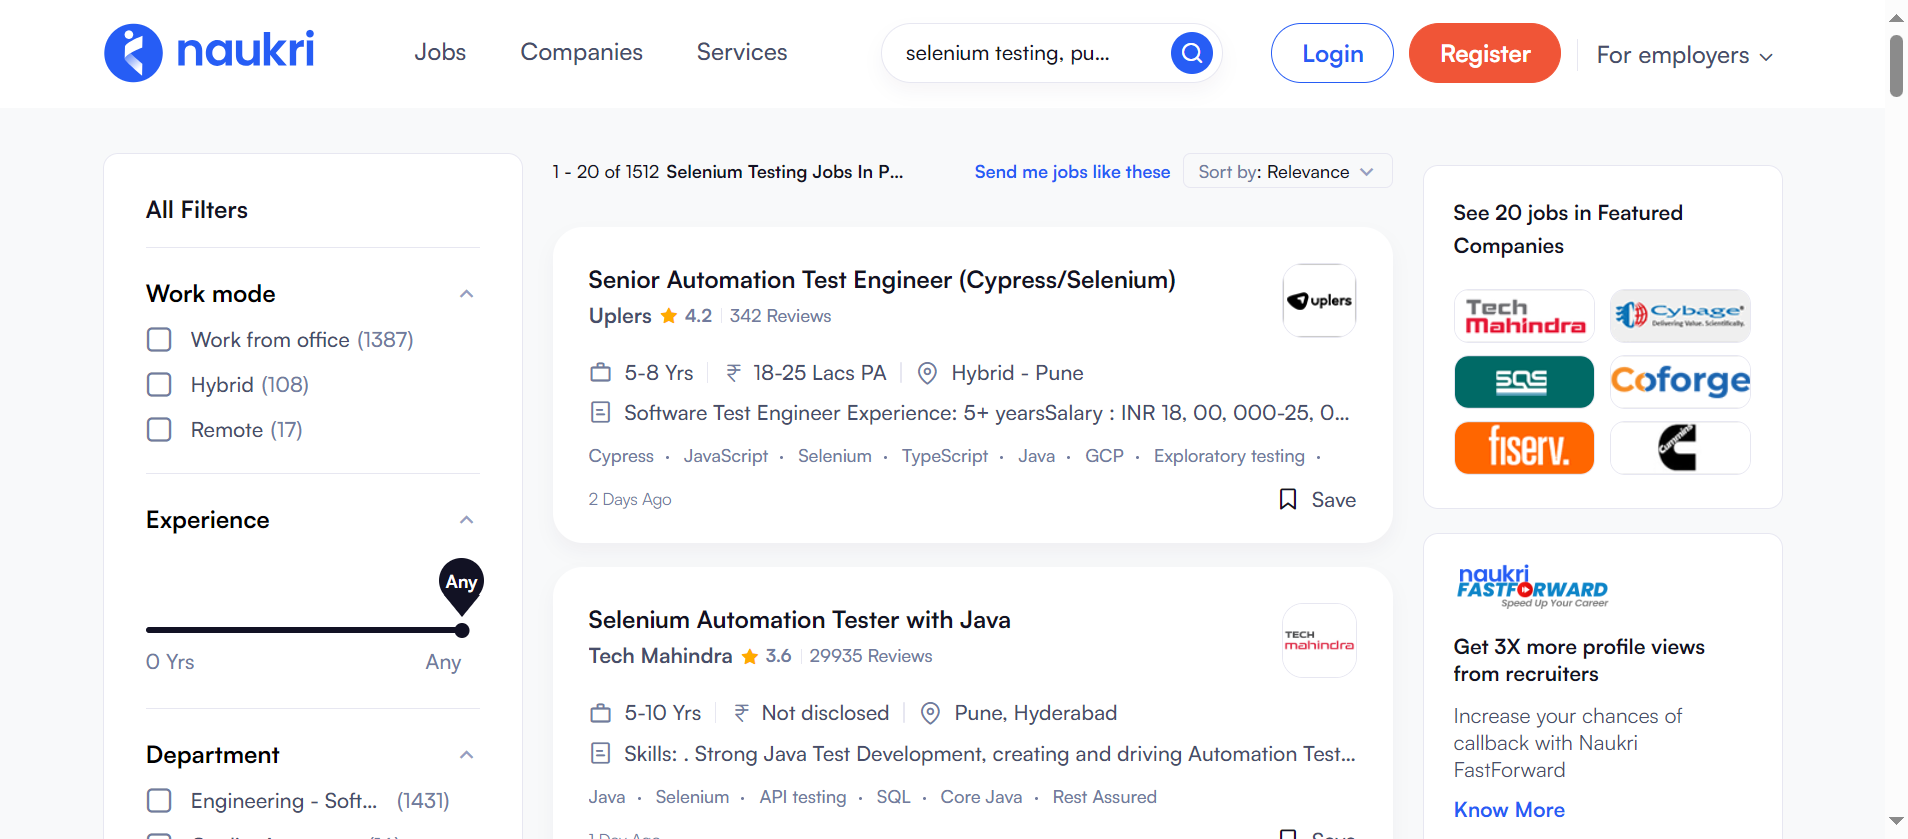 naukri
Jobs
Companies
Services
selenium testing, pu...
Login
Register
For employers
All Filters
Work mode
Work from office (1387)
Hybrid (108)
Remote (17)
Experience
Any
0 Yrs
Any
Department
Engineering - Soft... (1431)
1 - 20 of 1512 Selenium Testing Jobs In P...
Send me jobs like these
Sort by: Relevance
Senior Automation Test Engineer (Cypress/Selenium)
Uplers 4.2 342 Reviews
uplers
5-8 Yrs ₹ 18-25 Lacs PA Hybrid - Pune
Software Test Engineer Experience: 5+ yearsSalary : INR 18, 00, 000-25, 0...
Cypress · JavaScript · Selenium · TypeScript · Java · GCP · Exploratory testing ·
2 Days Ago
Save
Selenium Automation Tester with Java
Tech Mahindra 3.6 29935 Reviews
TECH
mahindra
5-10 Yrs ₹ Not disclosed Pune, Hyderabad
Skills: . Strong Java Test Development, creating and driving Automation Test...
Java · Selenium · API testing · SQL · Core Java · Rest Assured
1 Day Ago
Save
See 20 jobs in Featured
Companies
Tech
Mahindra
Cybage
Delivering Value. Scientifically.
SQS
Coforge
fiserv.
Cummins
naukri
FASTFORWARD
Speed Up Your Career
Get 3X more profile views
from recruiters
Increase your chances of
callback with Naukri
FastForward
Know More